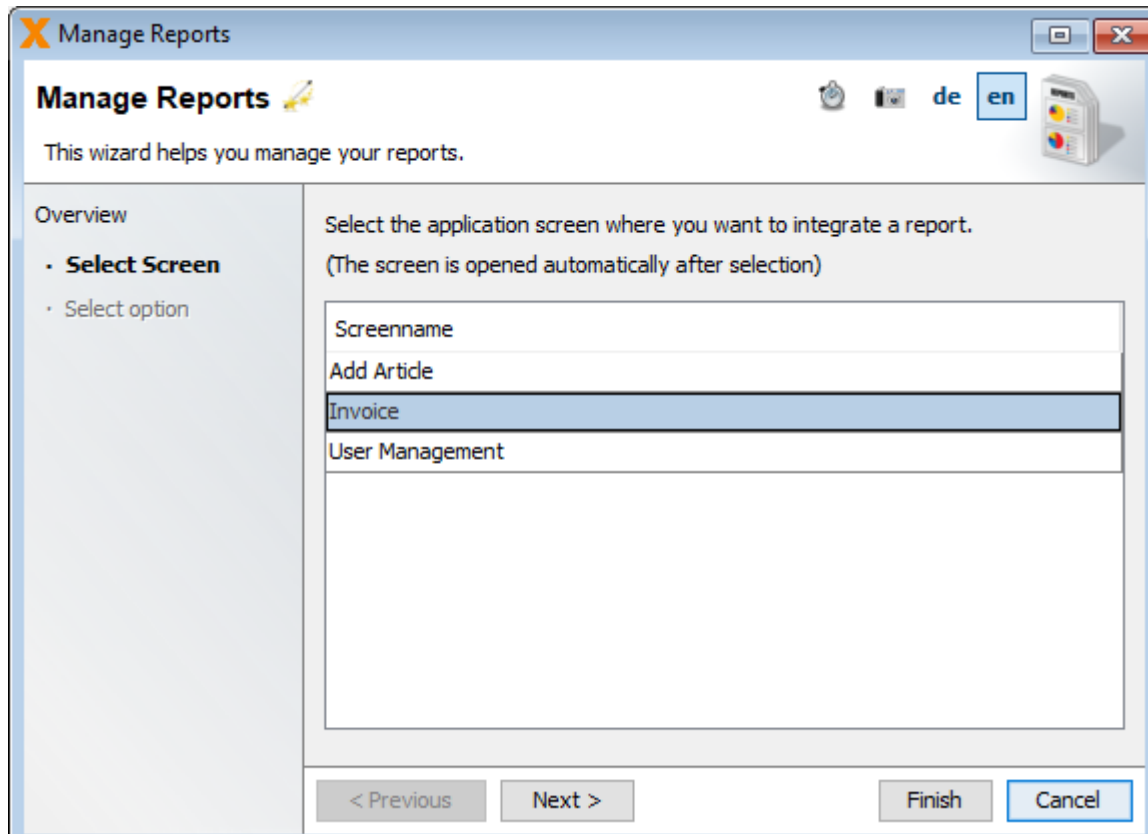 Manage Reports
Manage Reports
de en
This wizard helps you manage your reports.
Overview
· Select Screen
· Select option
Select the application screen where you want to integrate a report.
(The screen is opened automatically after selection)
Screenname
Add Article
Invoice
User Management
< Previous Next > Finish Cancel